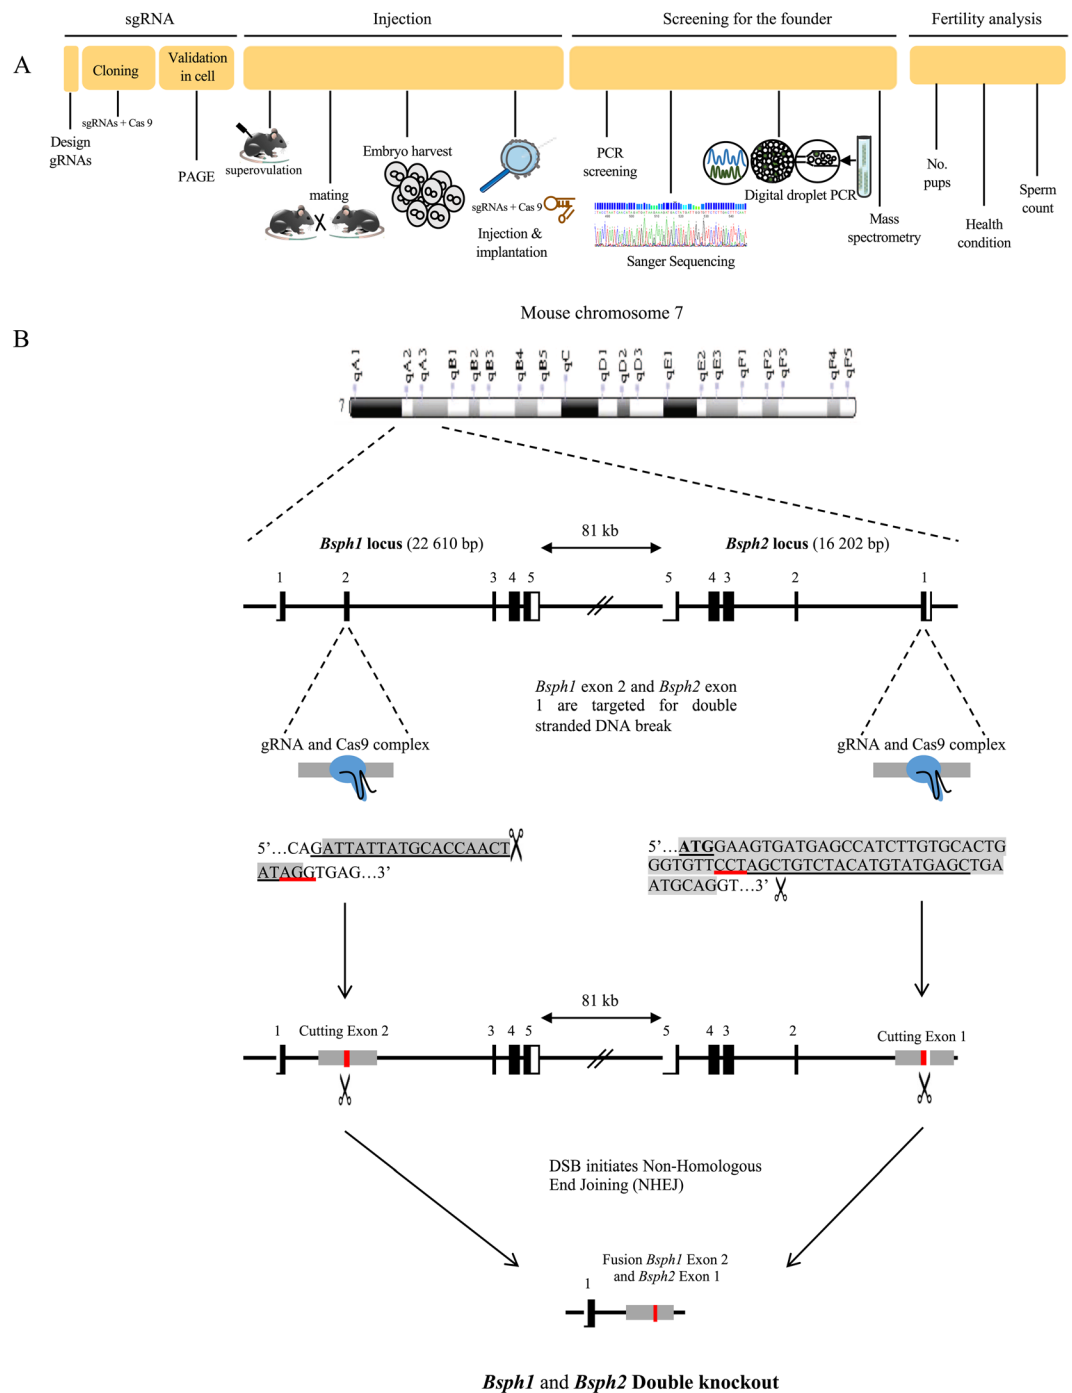 sgRNA
Injection
Screening for the founder
Fertility analysis
A
Cloning
Validation
in cell
Design
gRNAs
sgRNAs + Cas 9
PAGE
superovulation
mating
X
Embryo harvest
sgRNAs + Cas 9
Injection &
implantation
PCR
screening
Sanger Sequencing
Digital droplet PCR
Mass
spectrometry
No.
pups
Health
condition
Sperm
count
B
Mouse chromosome 7
qA1 qA2 qA3 qB1 qB2 qB3 qB4 qB5 qC qD1 qD2 qD3 qE1 qE2 qE3 qF1 qF2 qF3 qF4 qF5
7
81 kb
Bsph1 locus (22 610 bp)
Bsph2 locus (16 202 bp)
1 2 3 4 5 5 4 3 2 1
Bsph1 exon 2 and Bsph2 exon
1 are targeted for double
stranded DNA break
gRNA and Cas9 complex
gRNA and Cas9 complex
5’…CAGATTATTATGCACCAACT
ATAGGTGAG…3’
5’…ATGGAAGTGATGAGCCATCTTGTGCACTG
GGTGTTCCTAGCTGTCTACATGTATGAGCTGA
ATGCAGGT…3’
81 kb
1 Cutting Exon 2 3 4 5 5 4 3 2 Cutting Exon 1
DSB initiates Non-Homologous
End Joining (NHEJ)
Fusion Bsph1 Exon 2
and Bsph2 Exon 1
1
Bsph1 and Bsph2 Double knockout